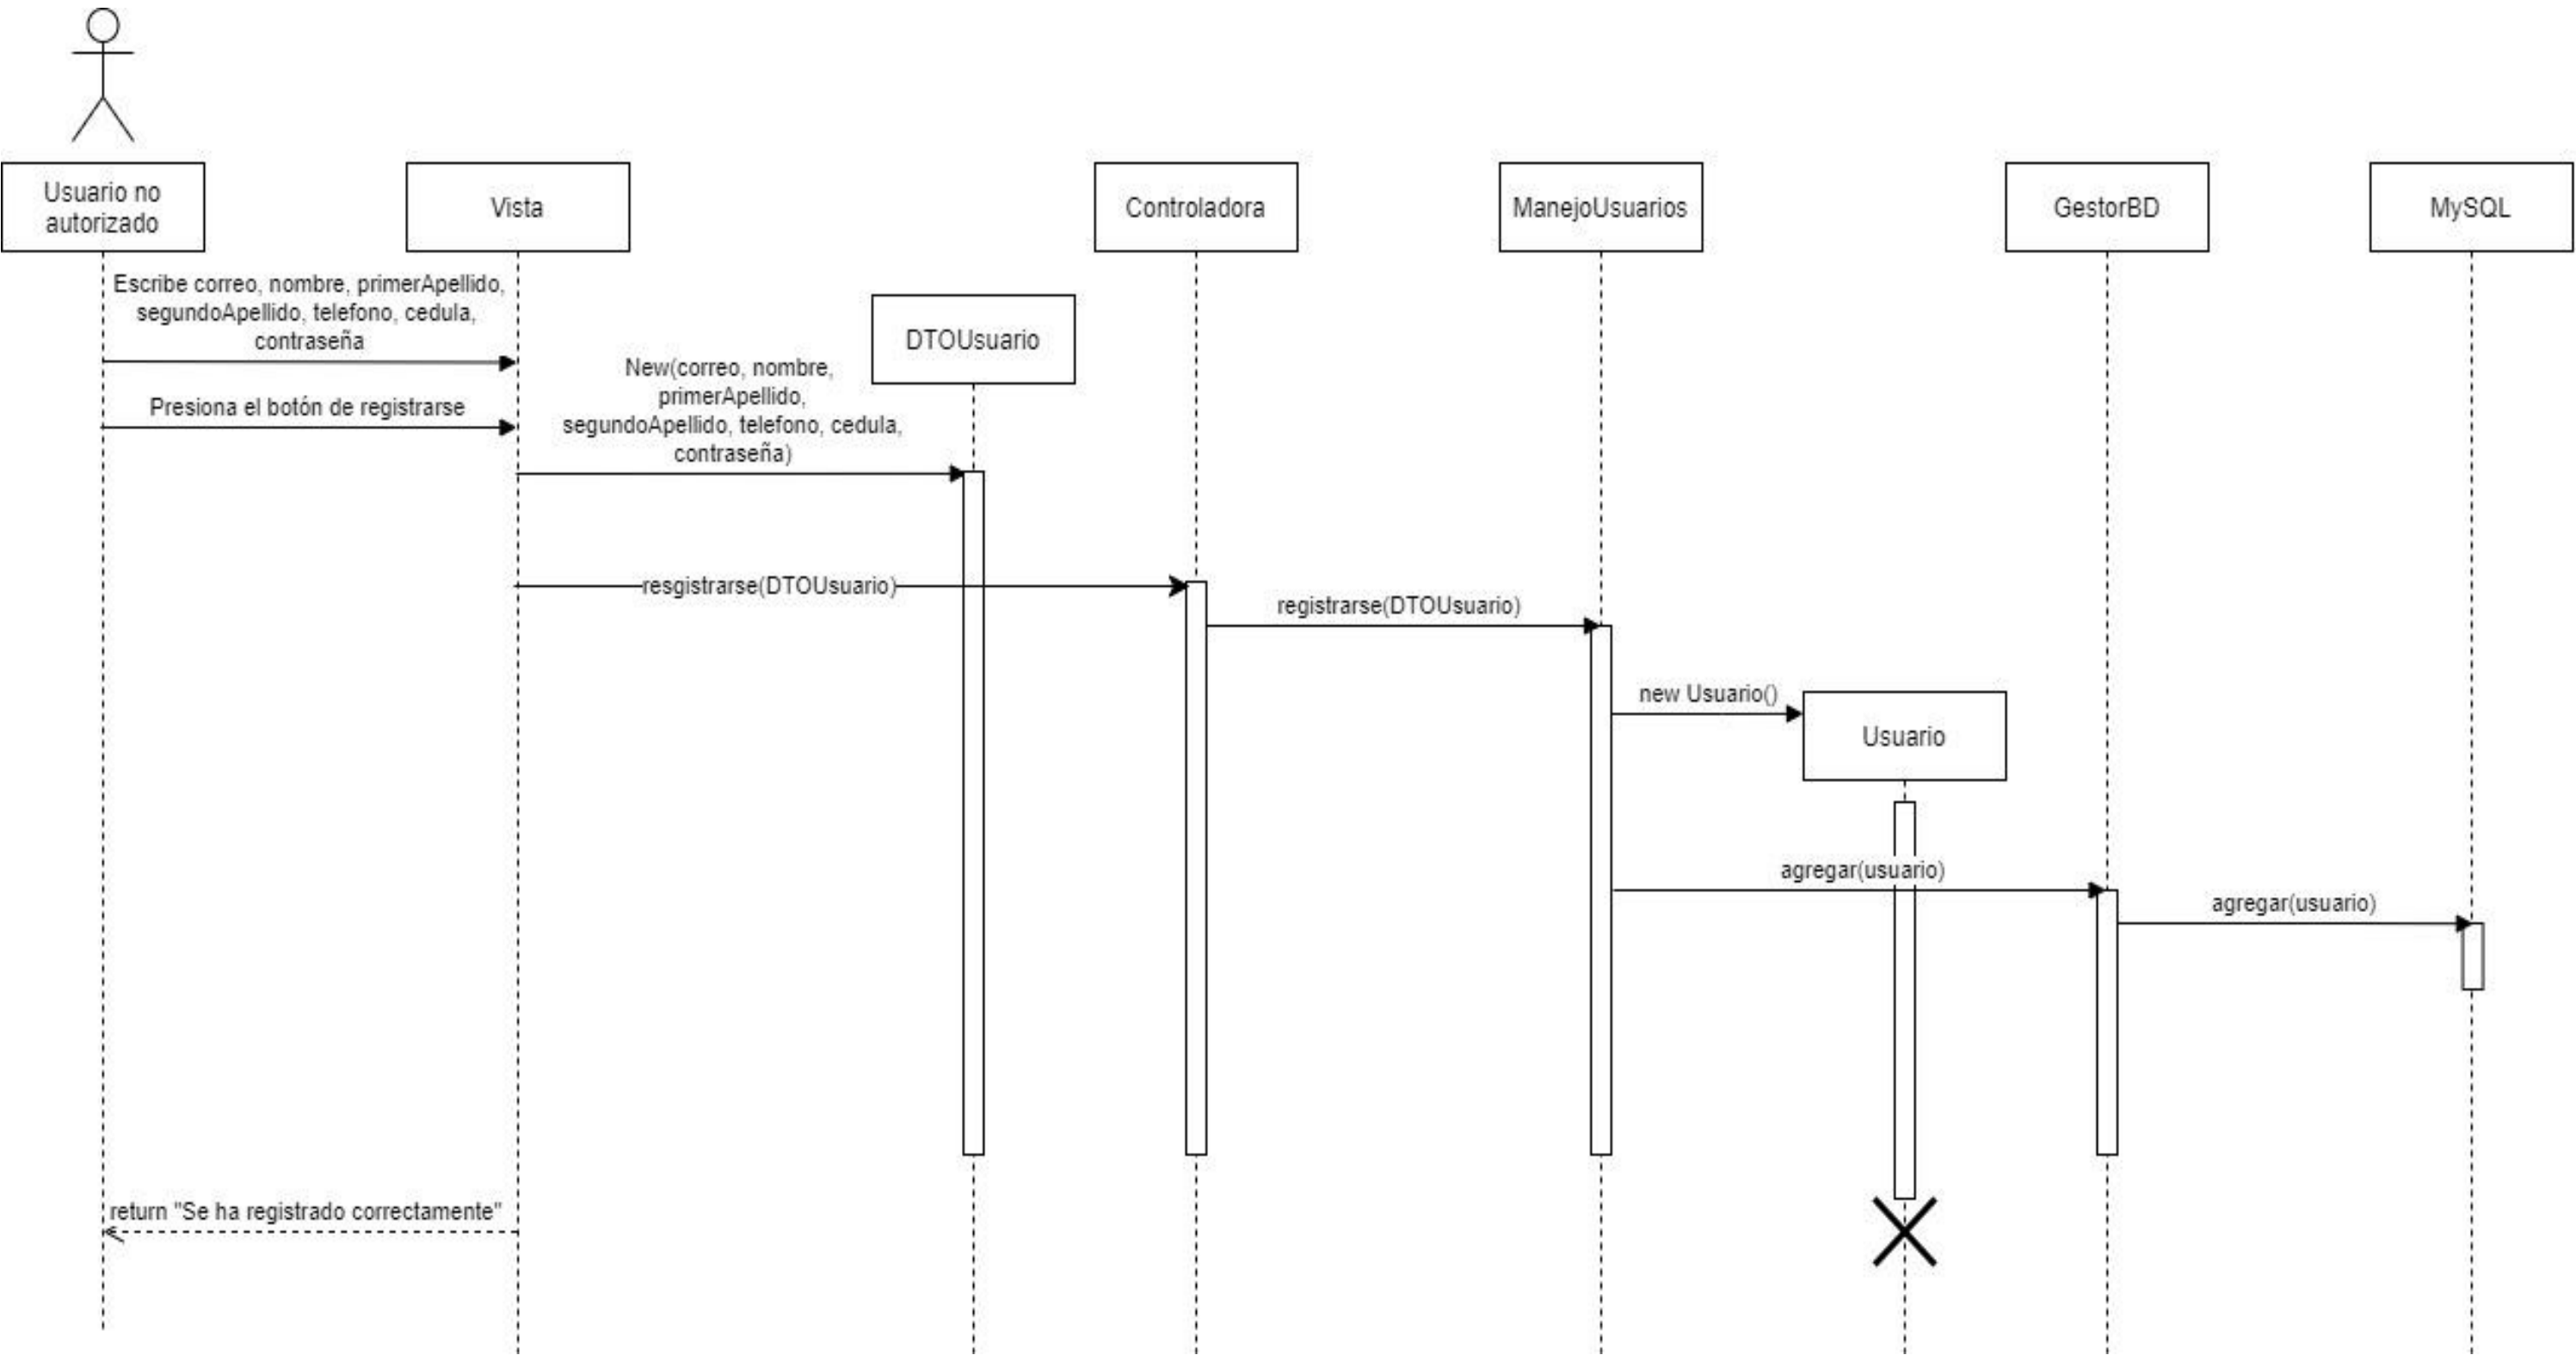 Usuario no
autorizado
Vista
Controladora
ManejoUsuarios
GestorBD
MySQL
Escribe correo, nombre, primerApellido,
segundoApellido, telefono, cedula,
contraseña
DTOUsuario
New(correo, nombre,
primerApellido,
segundoApellido, telefono, cedula,
contraseña)
Presiona el botón de registrarse
resgistrarse(DTOUsuario)
registrarse(DTOUsuario)
new Usuario()
Usuario
agregar(usuario)
agregar(usuario)
return "Se ha registrado correctamente"